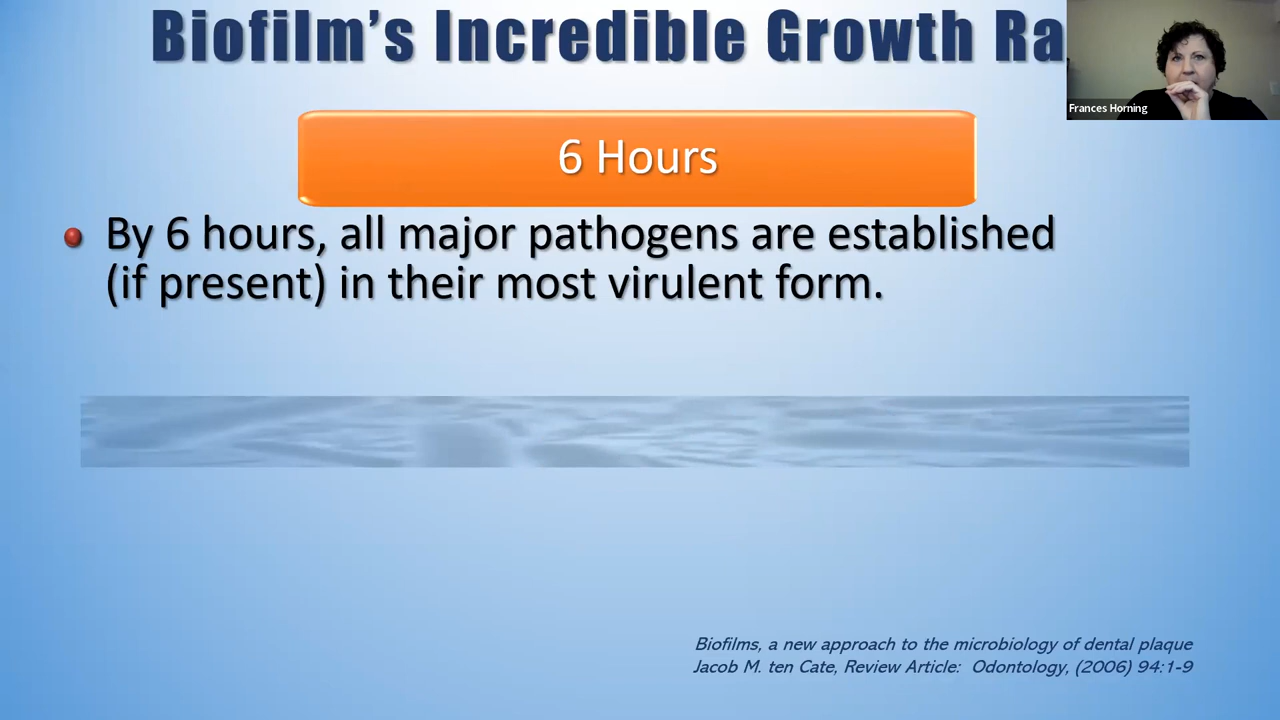 Biofilm’s Incredible Growth Ra
Frances Horning
6 Hours
By 6 hours, all major pathogens are established
(if present) in their most virulent form.
Biofilms, a new approach to the microbiology of dental plaque
Jacob M. ten Cate, Review Article: Odontology, (2006) 94:1-9